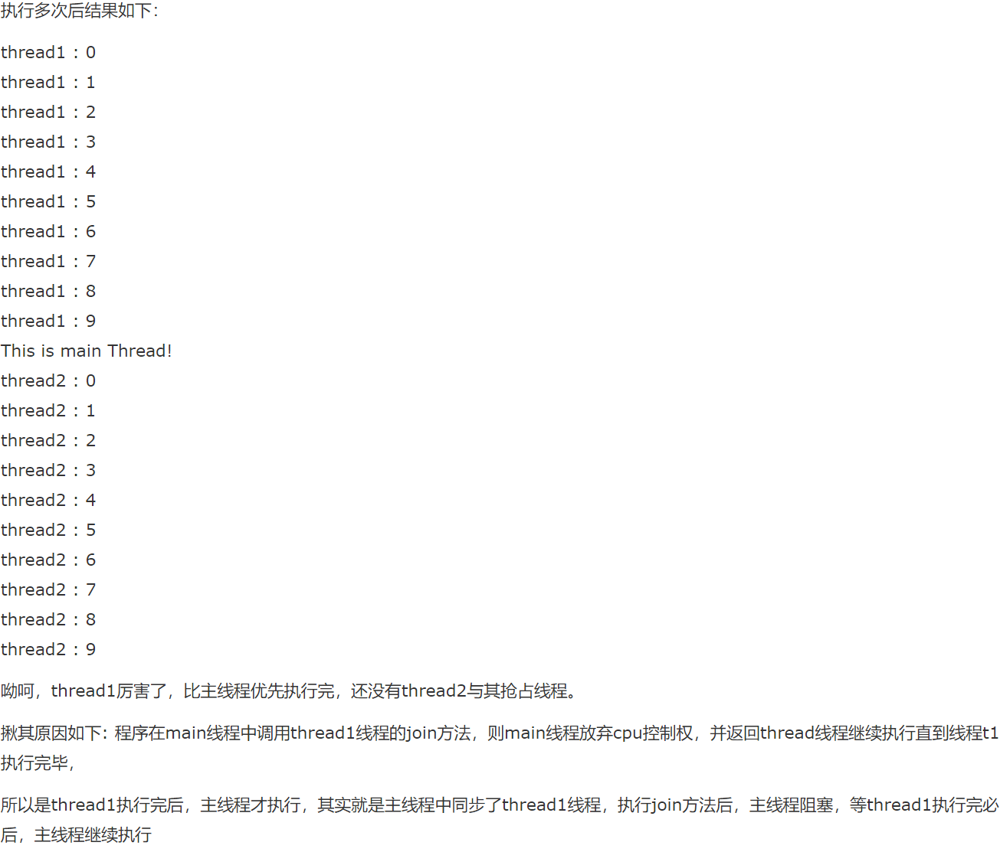 执行多次后结果如下：
thread1 : 0
thread1 : 1
thread1 : 2
thread1 : 3
thread1 : 4
thread1 : 5
thread1 : 6
thread1 : 7
thread1 : 8
thread1 : 9
This is main Thread!
thread2 : 0
thread2 : 1
thread2 : 2
thread2 : 3
thread2 : 4
thread2 : 5
thread2 : 6
thread2 : 7
thread2 : 8
thread2 : 9
呦呵，thread1厉害了，比主线程优先执行完，还没有thread2与其抢占线程。
揪其原因如下: 程序在main线程中调用thread1线程的join方法，则main线程放弃cpu控制权，并返回thread线程继续执行直到线程t1
执行完毕，
所以是thread1执行完后，主线程才执行，其实就是主线程中同步了thread1线程，执行join方法后，主线程阻塞，等thread1执行完必
后，主线程继续执行